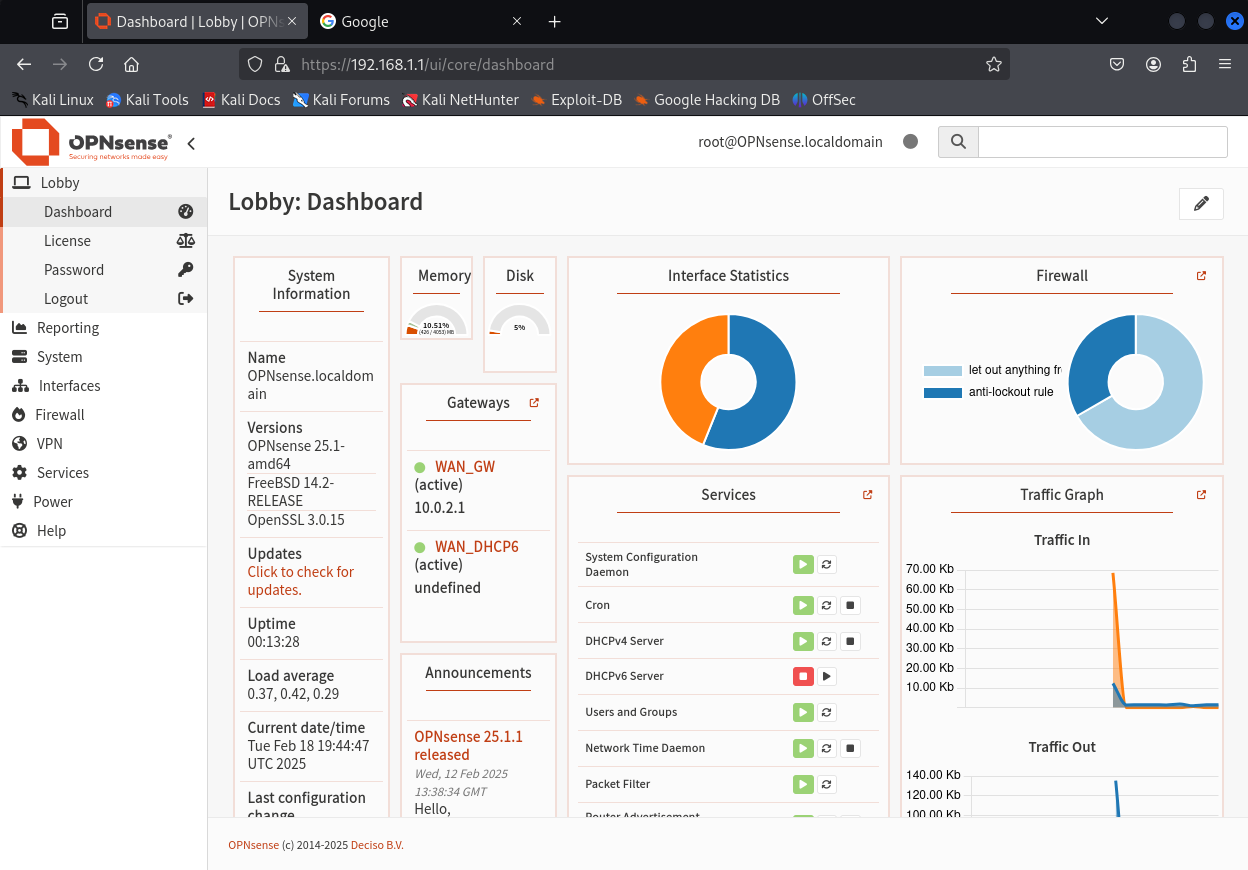 Dashboard | Lobby | OPNs
Google
https://192.168.1.1/ui/core/dashboard
Kali Linux
Kali Tools
Kali Docs
Kali Forums
Kali NetHunter
Exploit-DB
Google Hacking DB
OffSec
OPNsense®
Securing networks made easy
root@OPNsense.localdomain
Lobby
Dashboard
License
Password
Logout
Reporting
System
Interfaces
Firewall
VPN
Services
Power
Help
Lobby: Dashboard
System
Information
Name
OPNsense.localdom
ain
Versions
OPNsense 25.1-
amd64
FreeBSD 14.2-
RELEASE
OpenSSL 3.0.15
Updates
Click to check for
updates.
Uptime
00:13:28
Load average
0.37, 0.42, 0.29
Current date/time
Tue Feb 18 19:44:47
UTC 2025
Last configuration
change
Memory
10.51%
(426 / 4053) MB
Disk
5%
Gateways
WAN_GW
(active)
10.0.2.1
WAN_DHCP6
(active)
undefined
Announcements
OPNsense 25.1.1
released
Wed, 12 Feb 2025
13:38:34 GMT
Hello,
Interface Statistics
Services
System Configuration
Daemon
Cron
DHCPv4 Server
DHCPv6 Server
Users and Groups
Network Time Daemon
Packet Filter
Router Advertisement
Firewall
let out anything fr
anti-lockout rule
Traffic Graph
Traffic In
70.00 Kb
60.00 Kb
50.00 Kb
40.00 Kb
30.00 Kb
20.00 Kb
10.00 Kb
Traffic Out
140.00 Kb
120.00 Kb
100.00 Kb
OPNsense (c) 2014-2025 Deciso B.V.